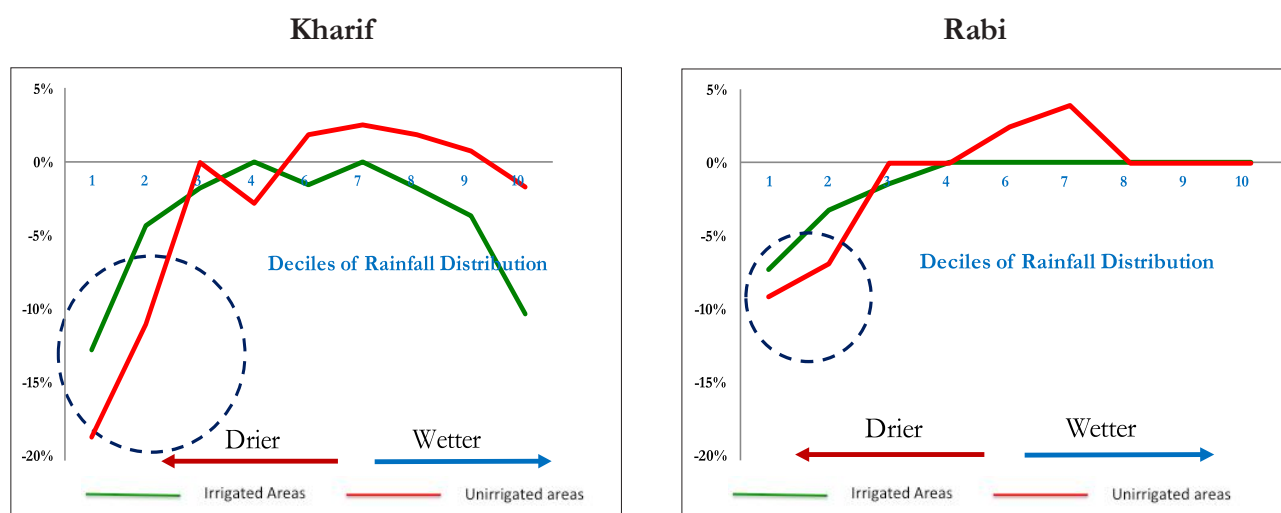 Kharif
5%
0%
1 2 3 4 6 7 8 9 10
-5%
Deciles of Rainfall Distribution
-10%
-15%
Drier Wetter
-20%
Irrigated Areas Unirrigated areas
Rabi
5%
0%
1 2 3 4 6 7 8 9 10
-5%
Deciles of Rainfall Distribution
-10%
-15%
Drier Wetter
-20%
Irrigated Areas Unirrigated areas